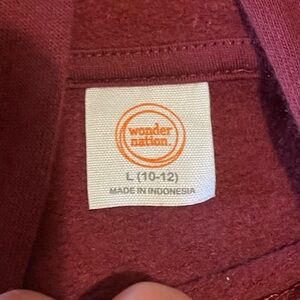 wonder
nation.
L (10-12)
MADE IN INDONESIA